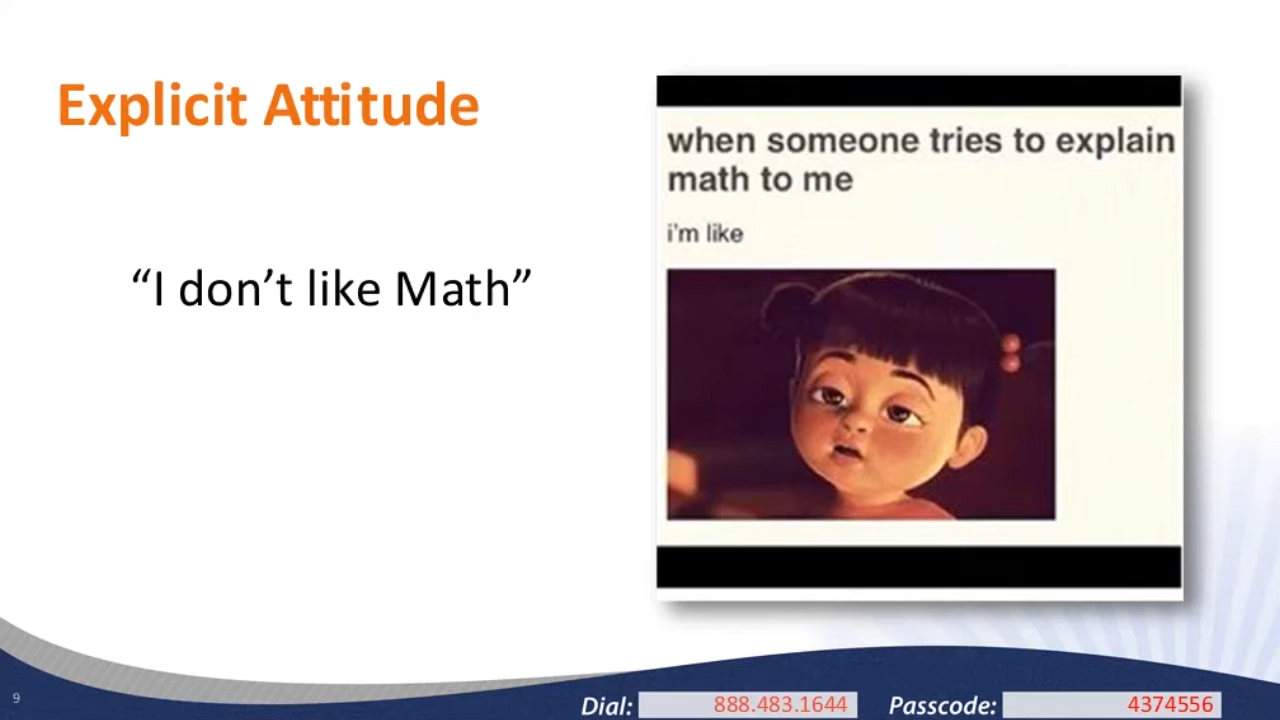 Explicit Attitude
“I don’t like Math”
when someone tries to explain
math to me
i'm like
9
Dial: 888.483.1644 Passcode: 4374556